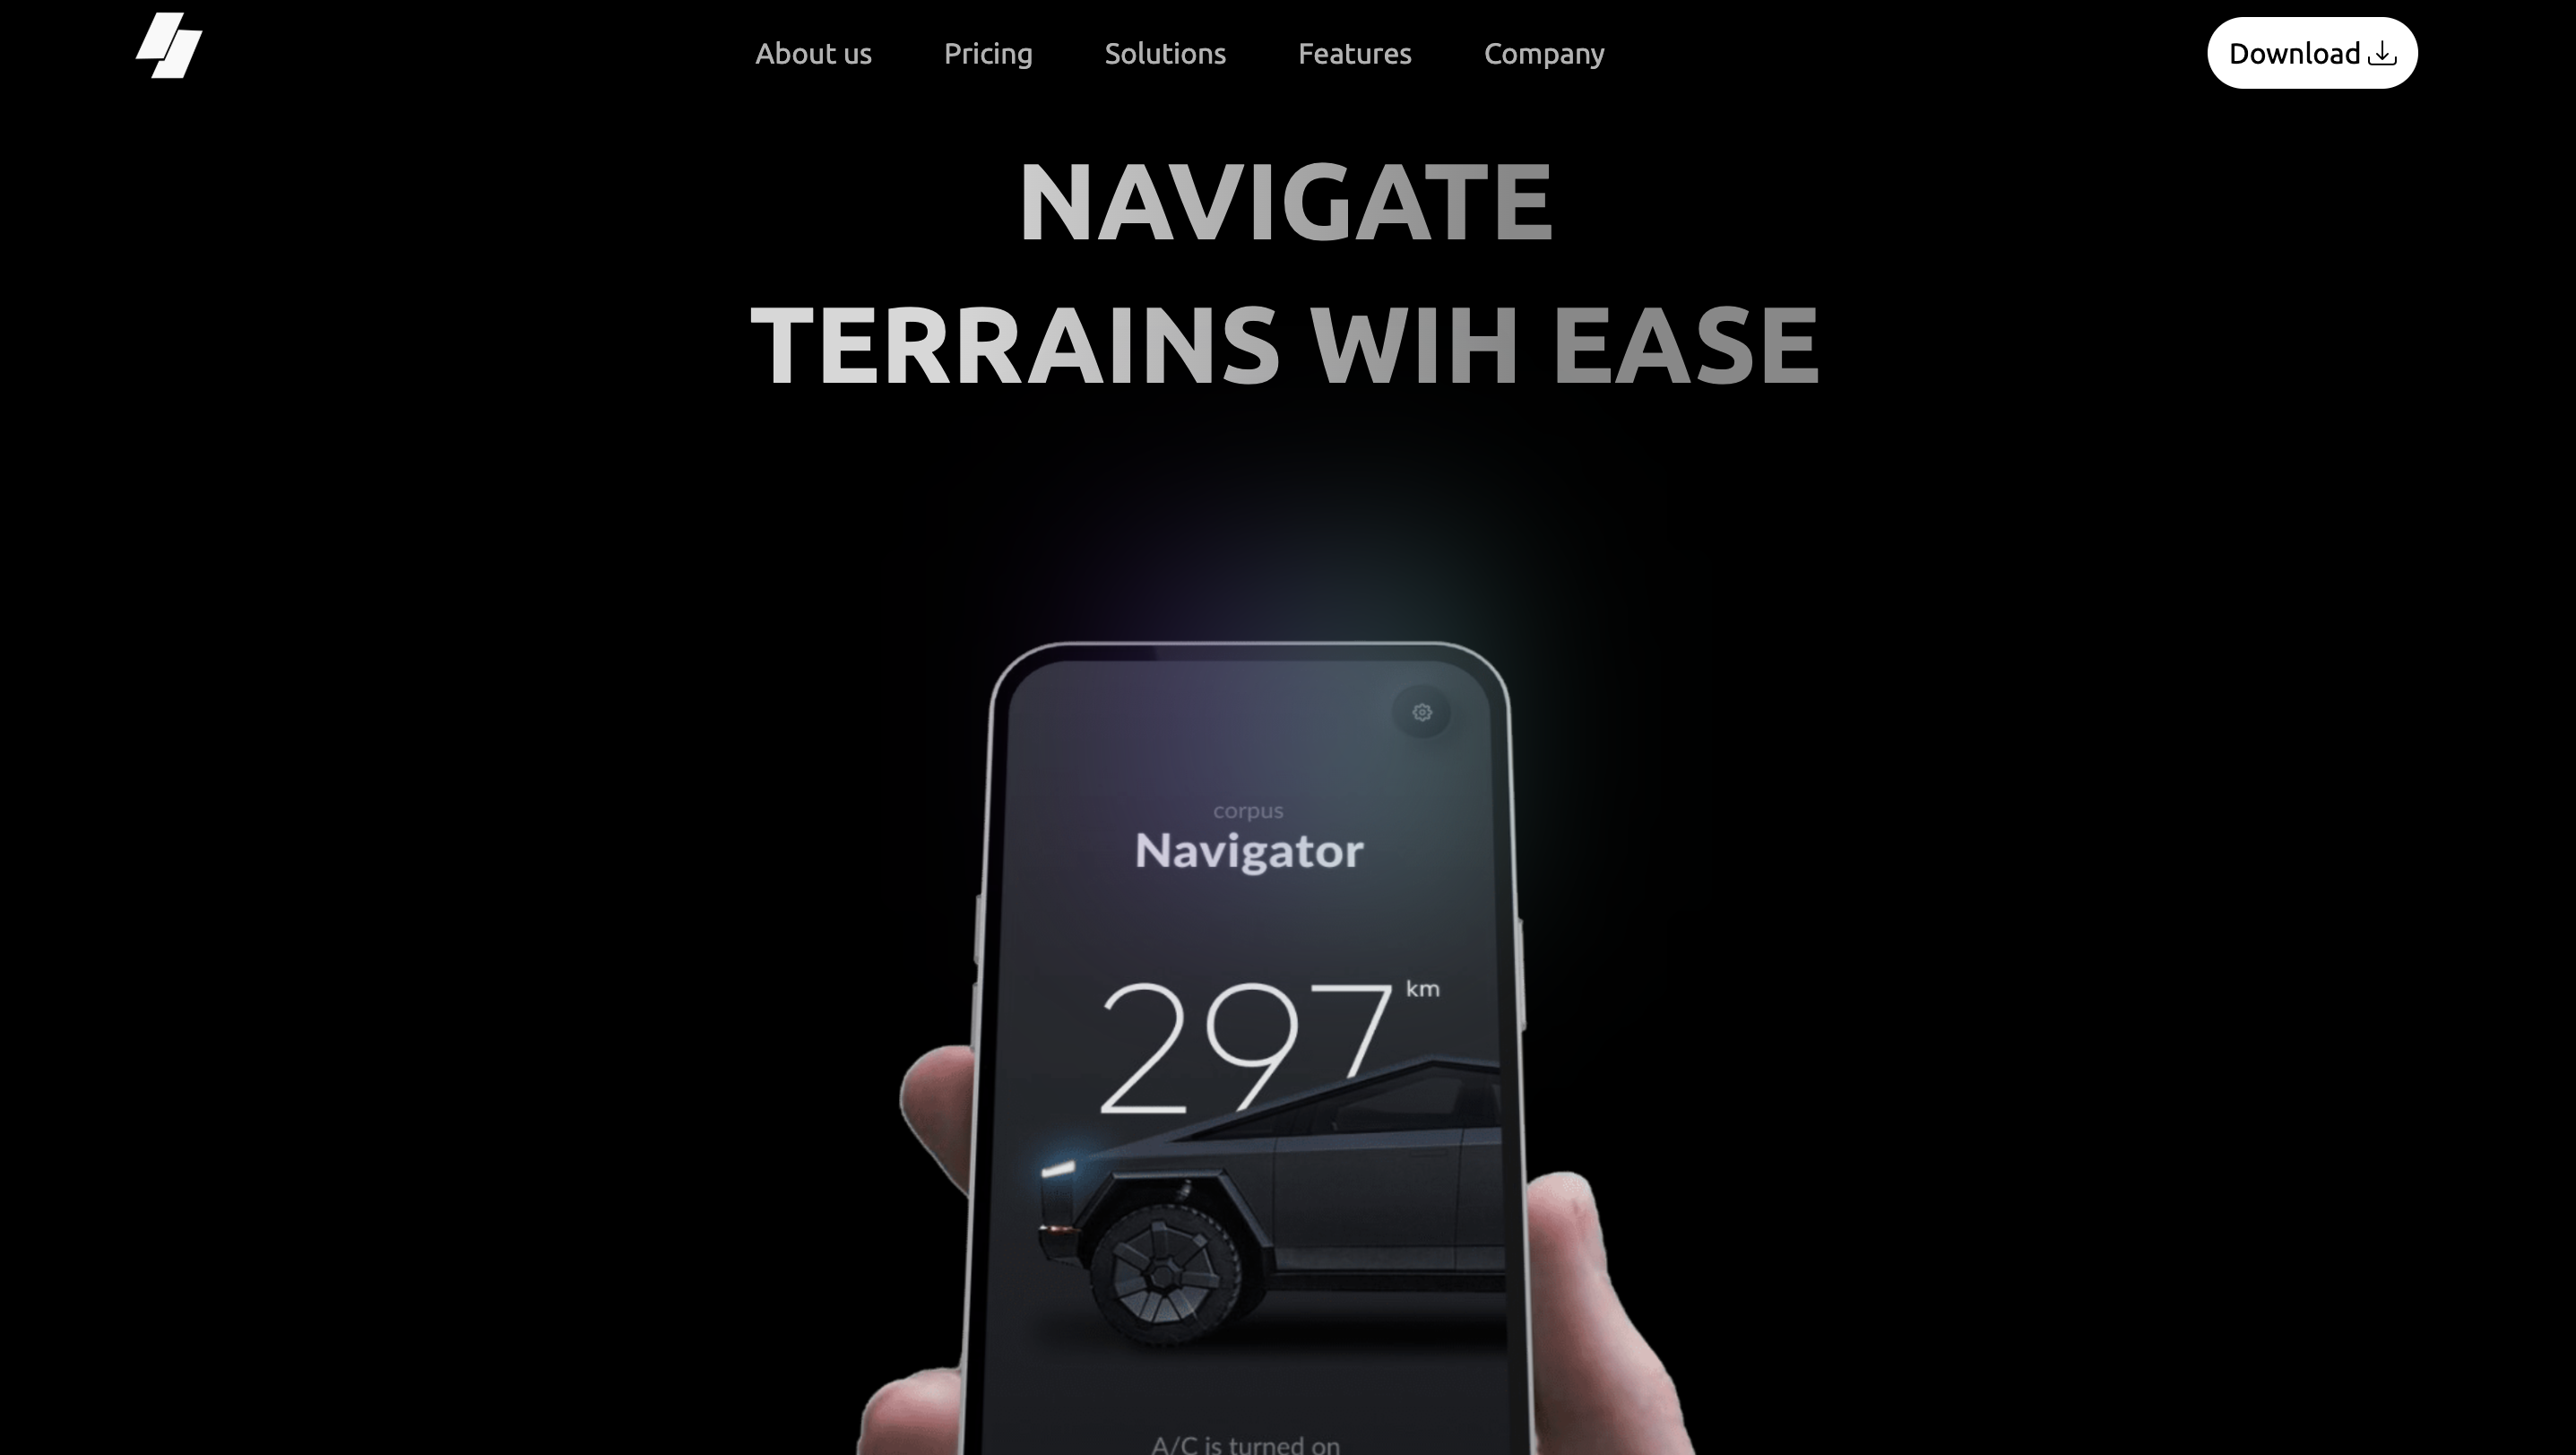 About us Pricing Solutions Features Company Download
NAVIGATE
TERRAINS WIH EASE
corpus
Navigator
297 km
A/C is turned on